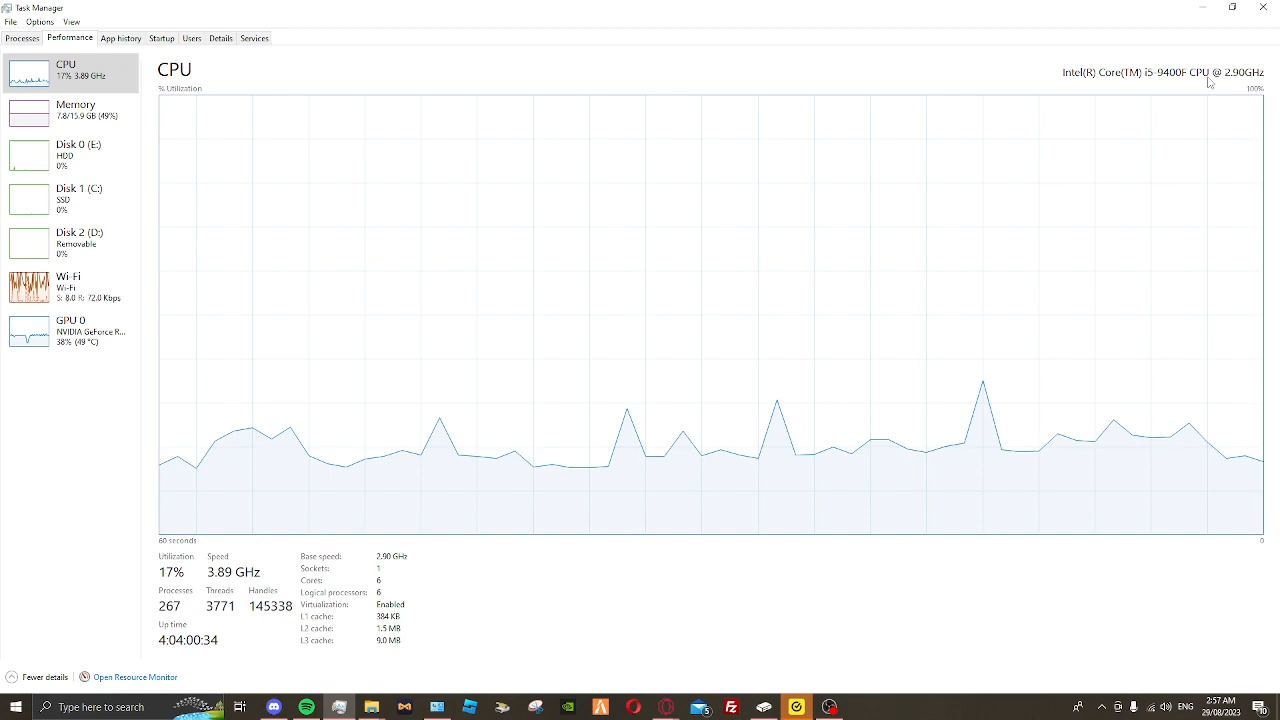 Task Manager
File Options View
Processes Performance App history Startup Users Details Services
CPU
17% 3.89 GHz
Memory
7.8/15.9 GB (49%)
Disk 0 (E:)
HDD
0%
Disk 1 (C:)
SSD
0%
Disk 2 (D:)
Removable
0%
Wi-Fi
Wi-Fi
S: 8.0 R: 72.0 Kbps
GPU 0
NVIDIA GeForce R...
38% (49 °C)
CPU
Intel(R) Core(TM) i5-9400F CPU @ 2.90GHz
% Utilization
100%
60 seconds
0
Utilization Speed
17% 3.89 GHz
Processes Threads Handles
267 3771 145338
Up time
4:04:00:34
Base speed: 2.90 GHz
Sockets: 1
Cores: 6
Logical processors: 6
Virtualization: Enabled
L1 cache: 384 KB
L2 cache: 1.5 MB
L3 cache: 9.0 MB
Fewer details
Open Resource Monitor
Type here to search
Fz
5
ENG
2:57 AM
29/08/2023